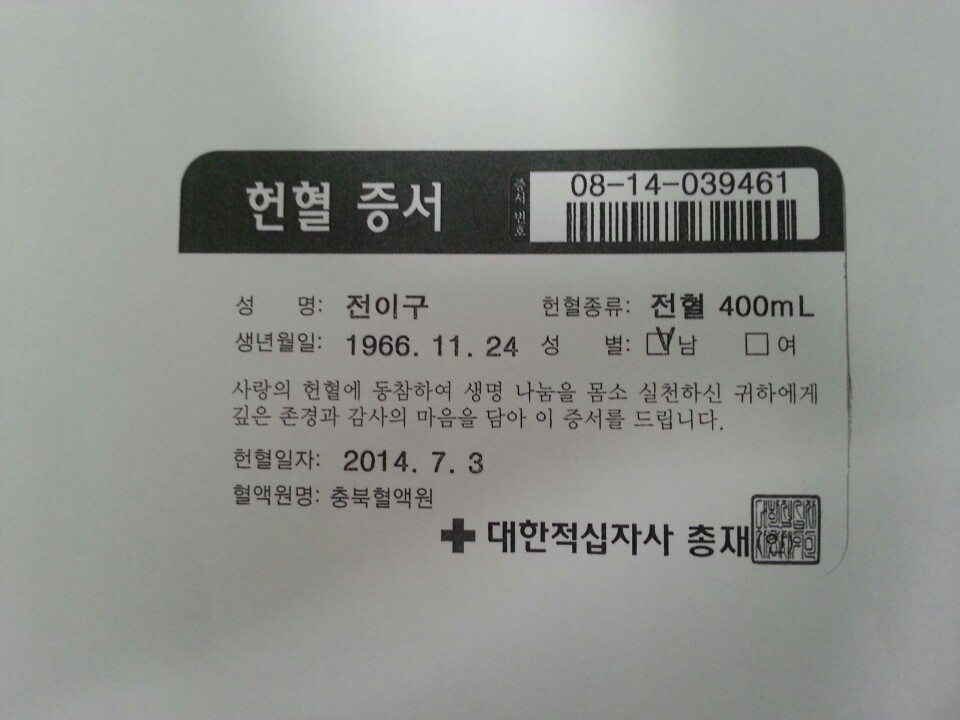 헌혈 증서
증서번호 08-14-039461
성 명: 전이구 헌혈종류: 전혈 400mL
생년월일: 1966. 11. 24 성 별: 남 여
사랑의 헌혈에 동참하여 생명 나눔을 몸소 실천하신 귀하에게
깊은 존경과 감사의 마음을 담아 이 증서를 드립니다.
헌혈일자: 2014. 7. 3
혈액원명: 충북혈액원
대한적십자사 총재